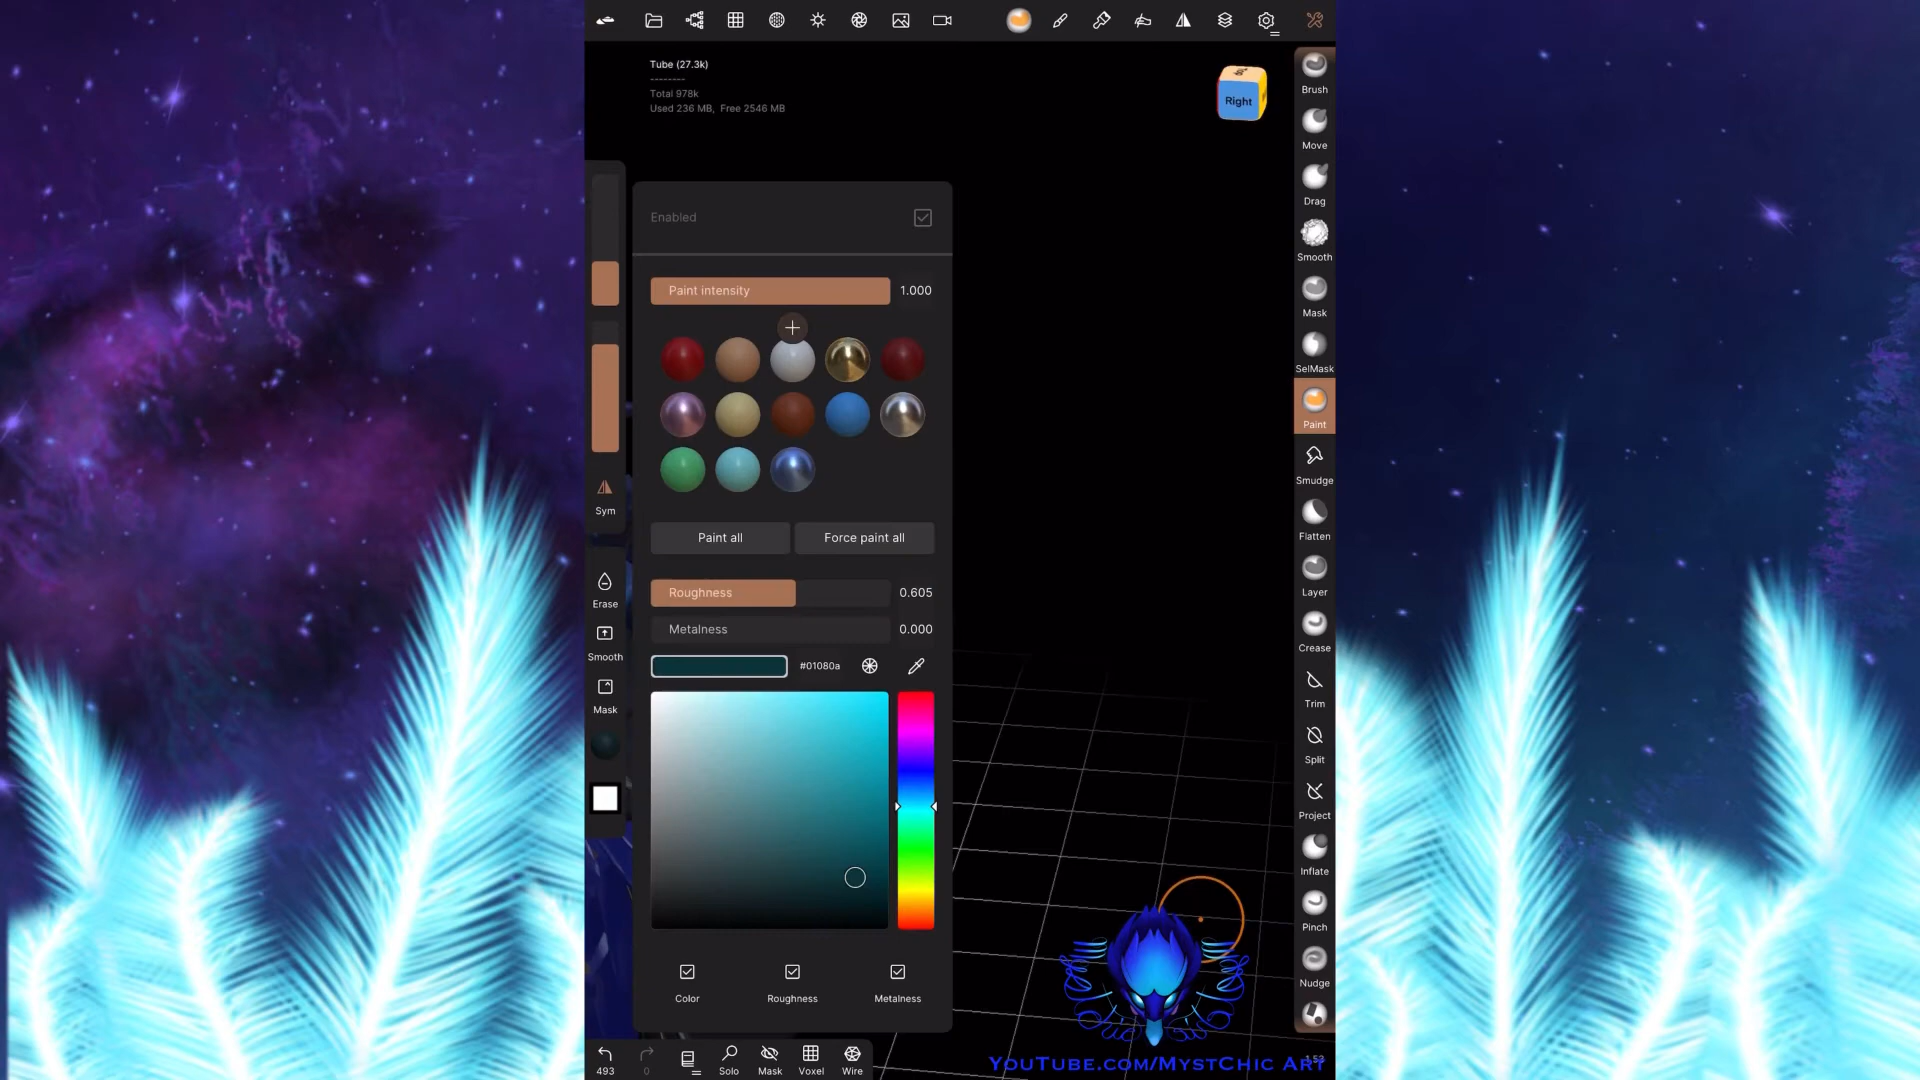 Tube (27.3k)
--------
Total 978k
Used 236 MB, Free 2546 MB
Right
Brush
Move
Drag
Smooth
Mask
SelMask
Paint
Smudge
Flatten
Layer
Crease
Trim
Split
Project
Inflate
Pinch
Nudge
Sym
Erase
Smooth
Mask
Enabled
Paint intensity 1.000
Paint all Force paint all
Roughness 0.605
Metalness 0.000
#01080a
Color Roughness Metalness
493 0 Solo Mask Voxel Wire
YouTube.com/MystChic Art
1.53